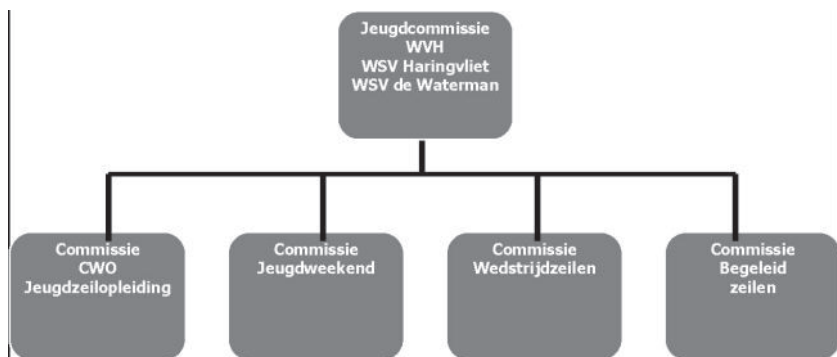 Jeugdcommissie
WVH
WSV Haringvliet
WSV de Waterman
Commissie
CWO
Jeugdzeilopleiding
Commissie
Jeugdweekend
Commissie
Wedstrijdzeilen
Commissie
Begeleid
zeilen